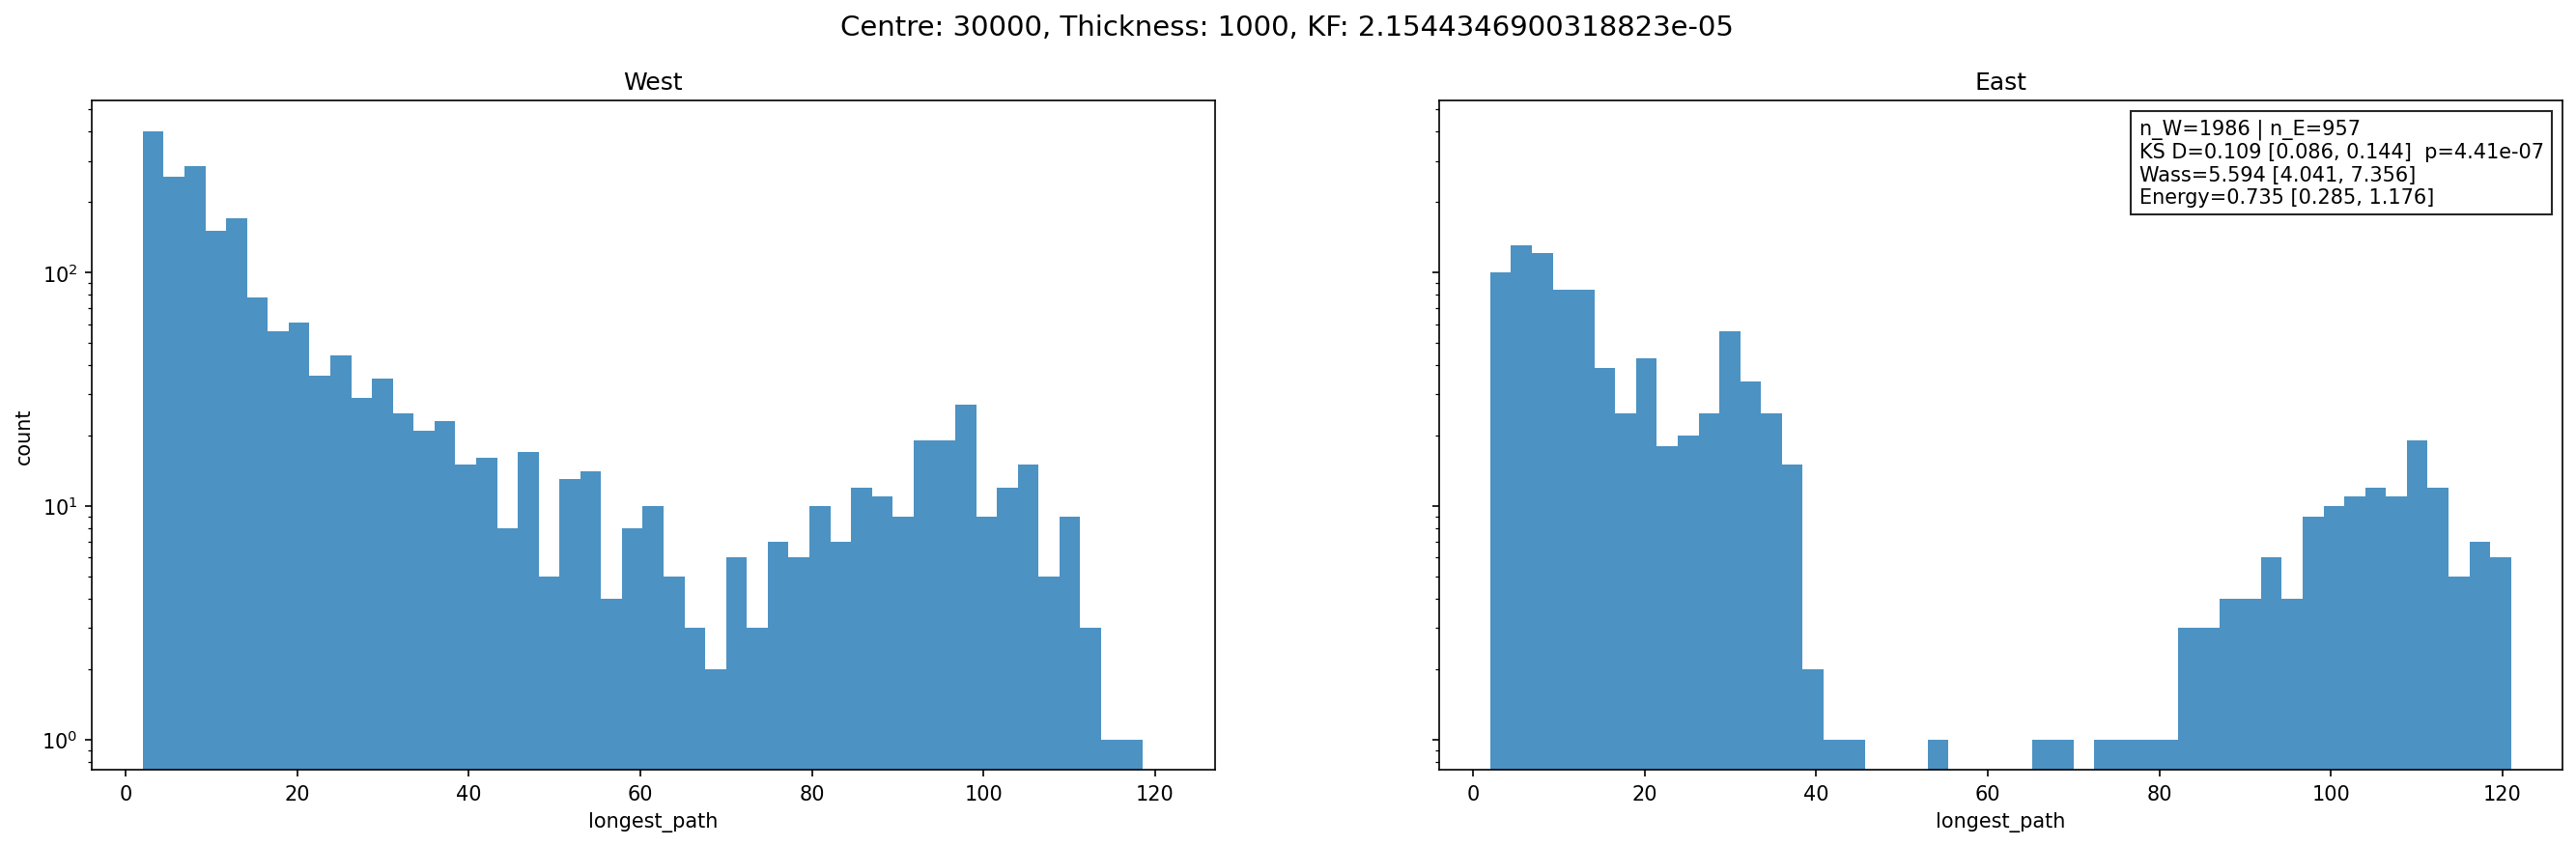 Centre: 30000, Thickness: 1000, KF: 2.1544346900318823e-05
West
East
count
10²
10¹
10⁰
0 20 40 60 80 100 120
longest_path
n_W=1986 | n_E=957
KS D=0.109 [0.086, 0.144] p=4.41e-07
Wass=5.594 [4.041, 7.356]
Energy=0.735 [0.285, 1.176]
0 20 40 60 80 100 120
longest_path